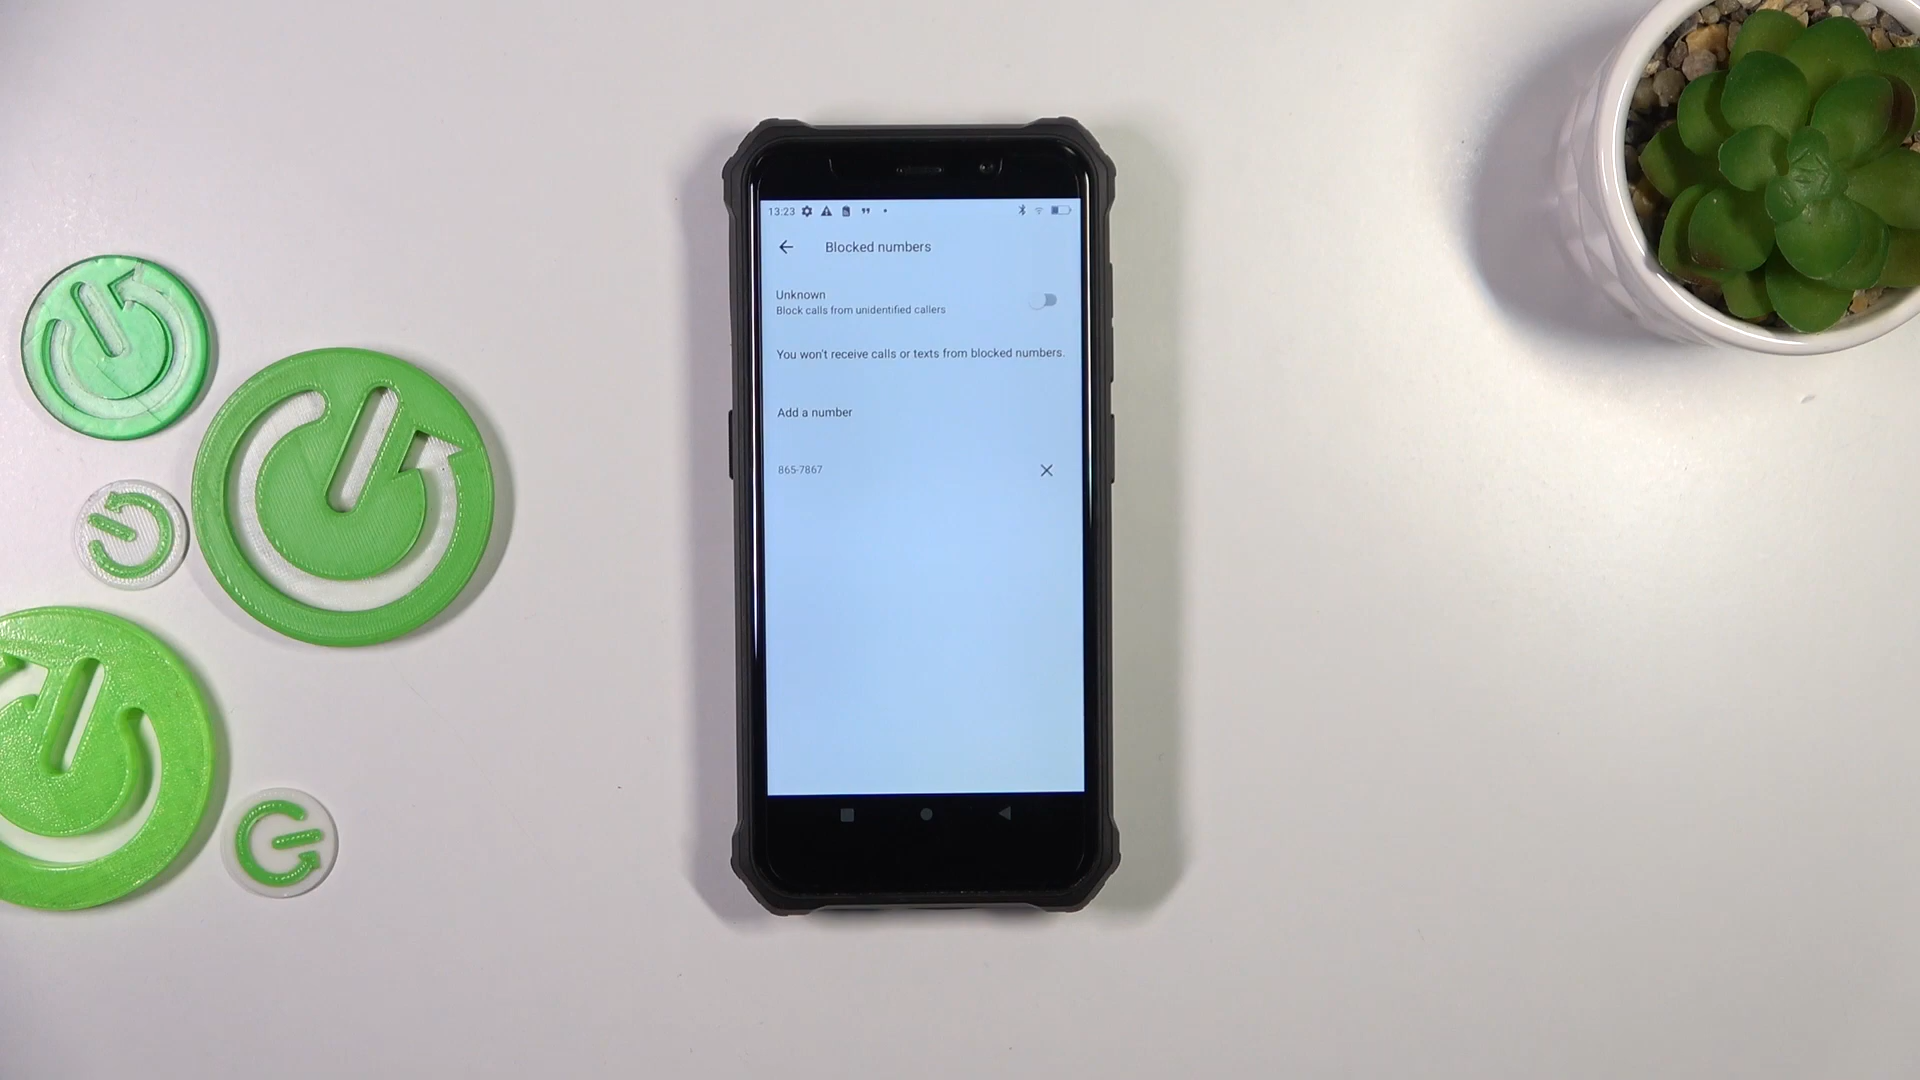 13:23
Blocked numbers
Unknown
Block calls from unidentified callers
You won't receive calls or texts from blocked numbers.
Add a number
865-7867